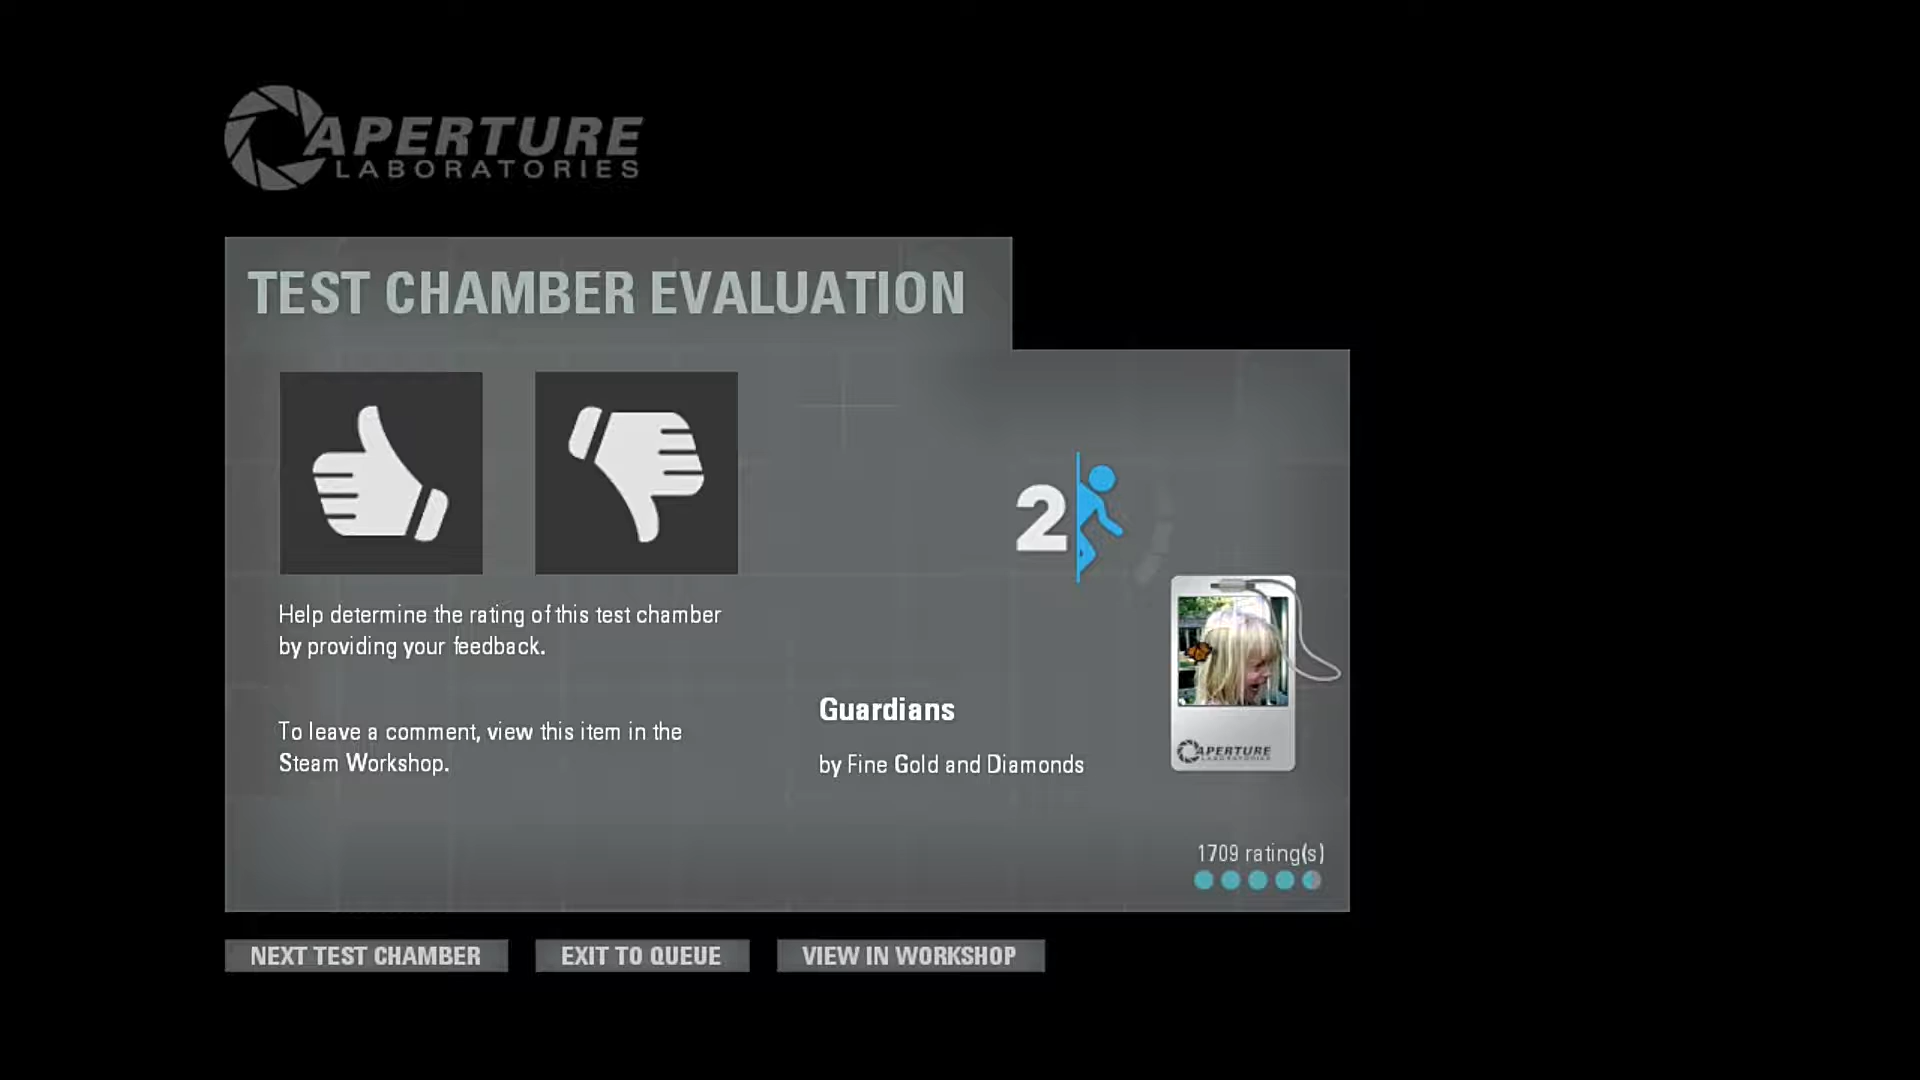 APERTURE
LABORATORIES
TEST CHAMBER EVALUATION
Help determine the rating of this test chamber
by providing your feedback.
To leave a comment, view this item in the
Steam Workshop.
2
Guardians
by Fine Gold and Diamonds
APERTURE
LABORATORIES
1709 rating(s)
NEXT TEST CHAMBER
EXIT TO QUEUE
VIEW IN WORKSHOP